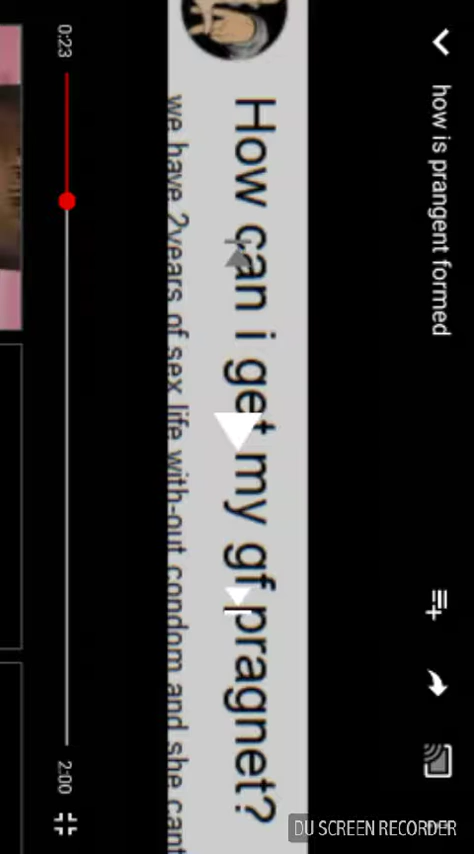 how is prangent formed
How can i get my gf pragnet?
we have 2years of sex life with-out condom and she cant
0:23
2:00
DU SCREEN RECORDER